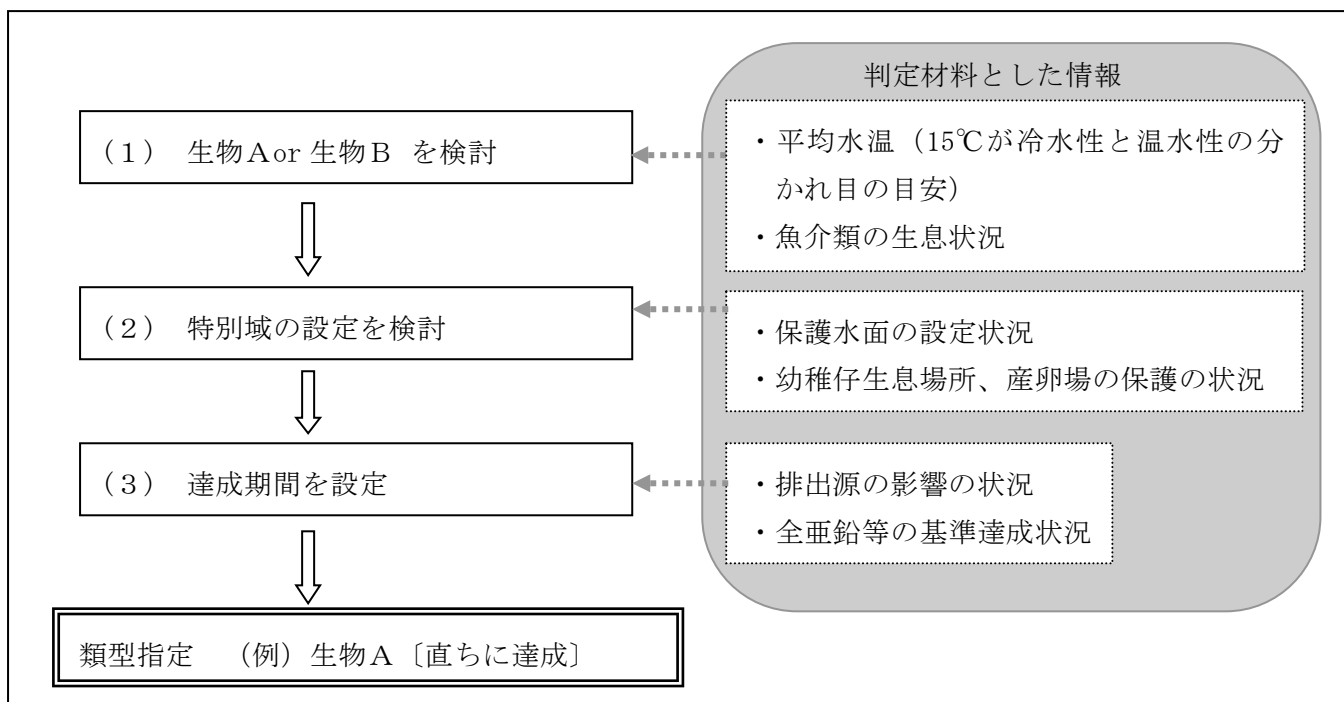 判定材料とした情報
（１） 生物Ａor 生物Ｂ を検討
・平均水温（15℃が冷水性と温水性の分
かれ目の目安）
・魚介類の生息状況
（２） 特別域の設定を検討
・保護水面の設定状況
・幼稚仔生息場所、産卵場の保護の状況
（３） 達成期間を設定
・排出源の影響の状況
・全亜鉛等の基準達成状況
類型指定 （例）生物Ａ〔直ちに達成〕